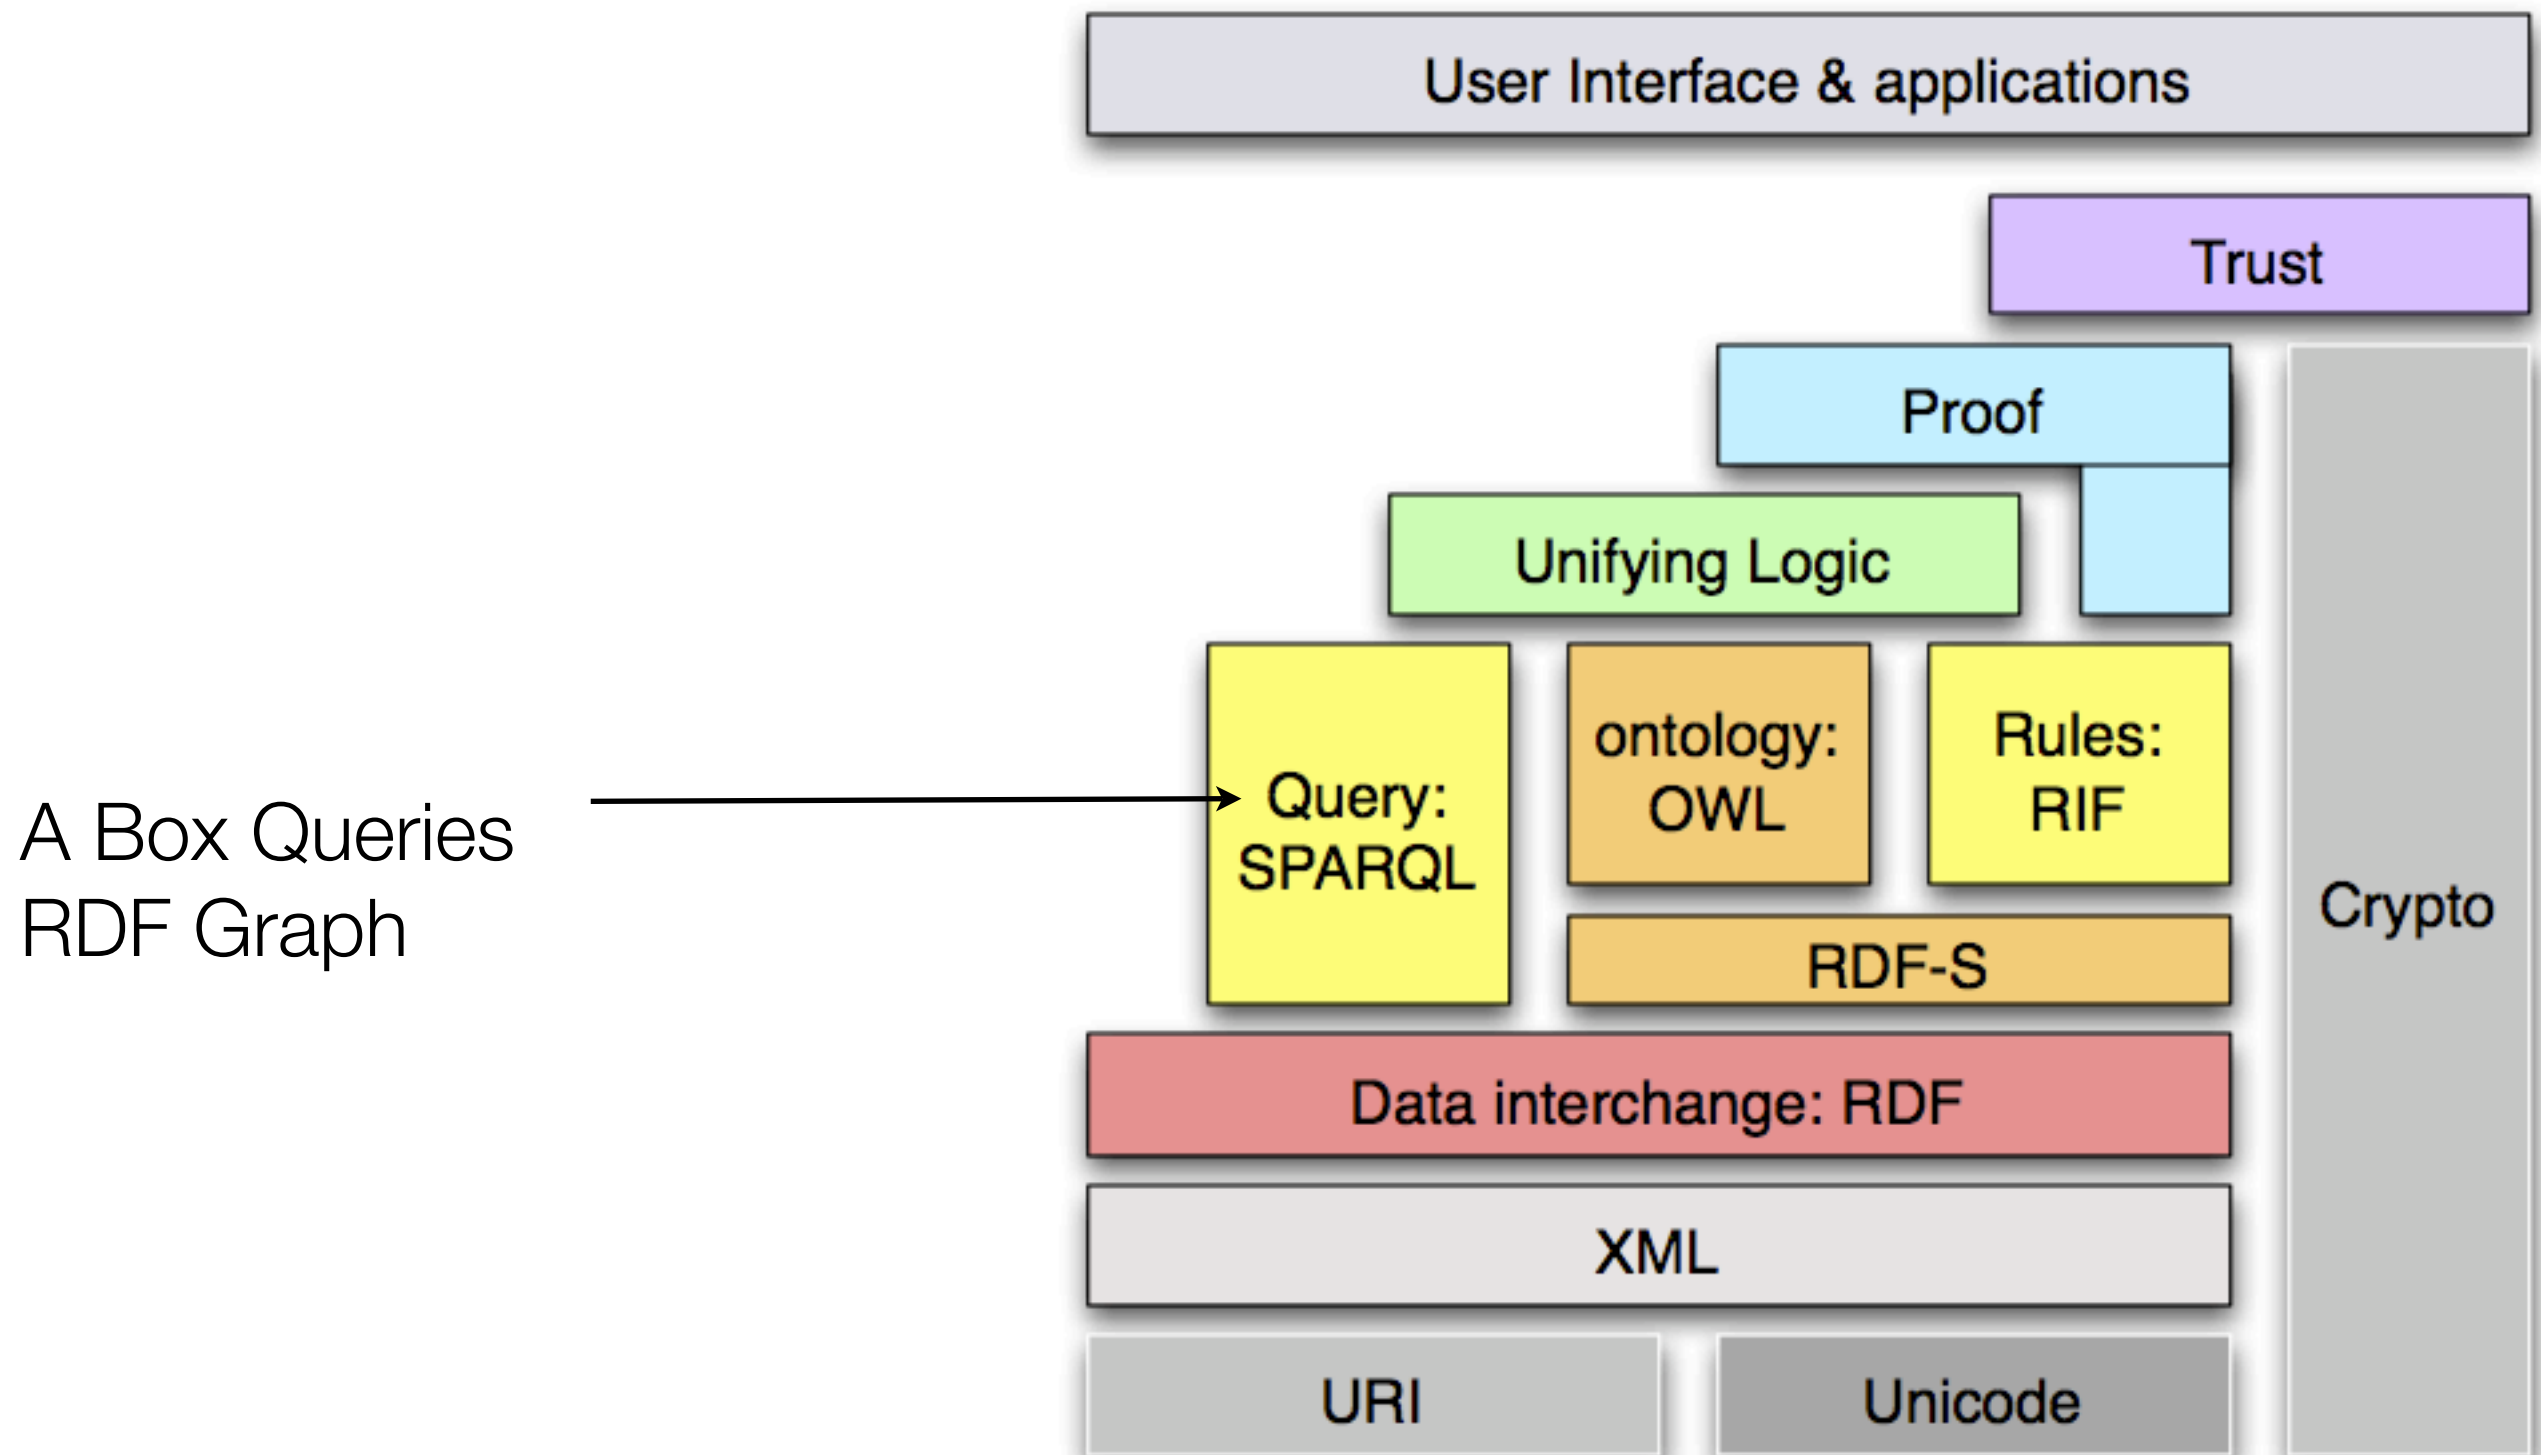 User Interface & applications
Trust
Proof
Unifying Logic
A Box Queries
RDF Graph
Query:
SPARQL
ontology:
OWL
Rules:
RIF
RDF-S
Crypto
Data interchange: RDF
XML
URI
Unicode